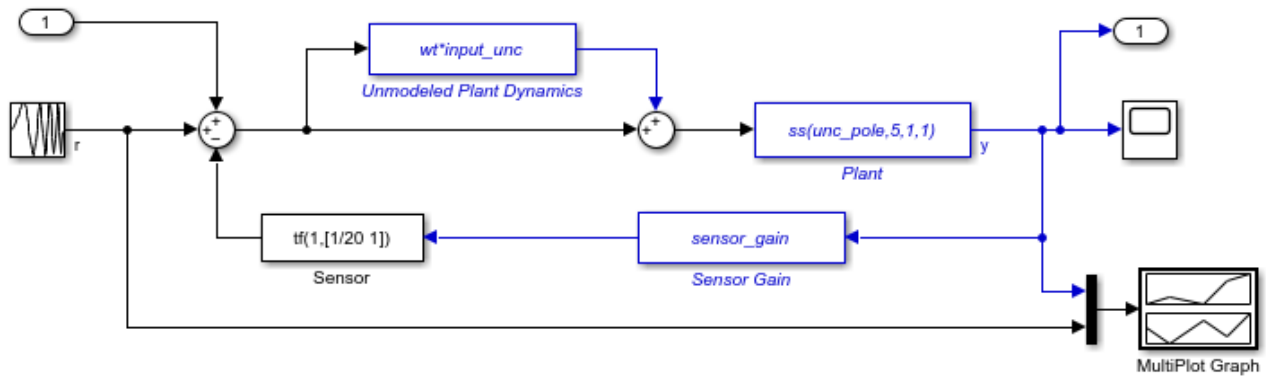 1
1
wt*input_unc
Unmodeled Plant Dynamics
+
+
−
+
+
r
ss(unc_pole,5,1,1)
y
Plant
tf(1,[1/20 1])
Sensor
sensor_gain
Sensor Gain
MultiPlot Graph